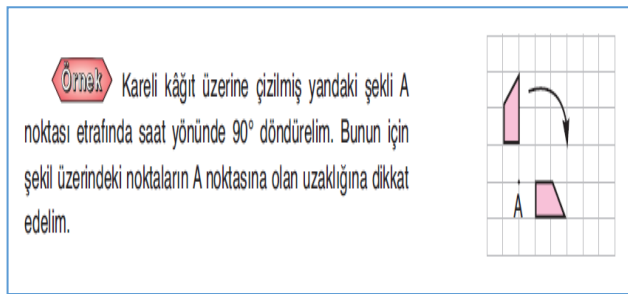 Örnek Kareli kâğıt üzerine çizilmiş yandaki şekli A
noktası etrafında saat yönünde 90° döndürelim. Bunun için
şekil üzerindeki noktaların A noktasına olan uzaklığına dikkat
edelim.
A